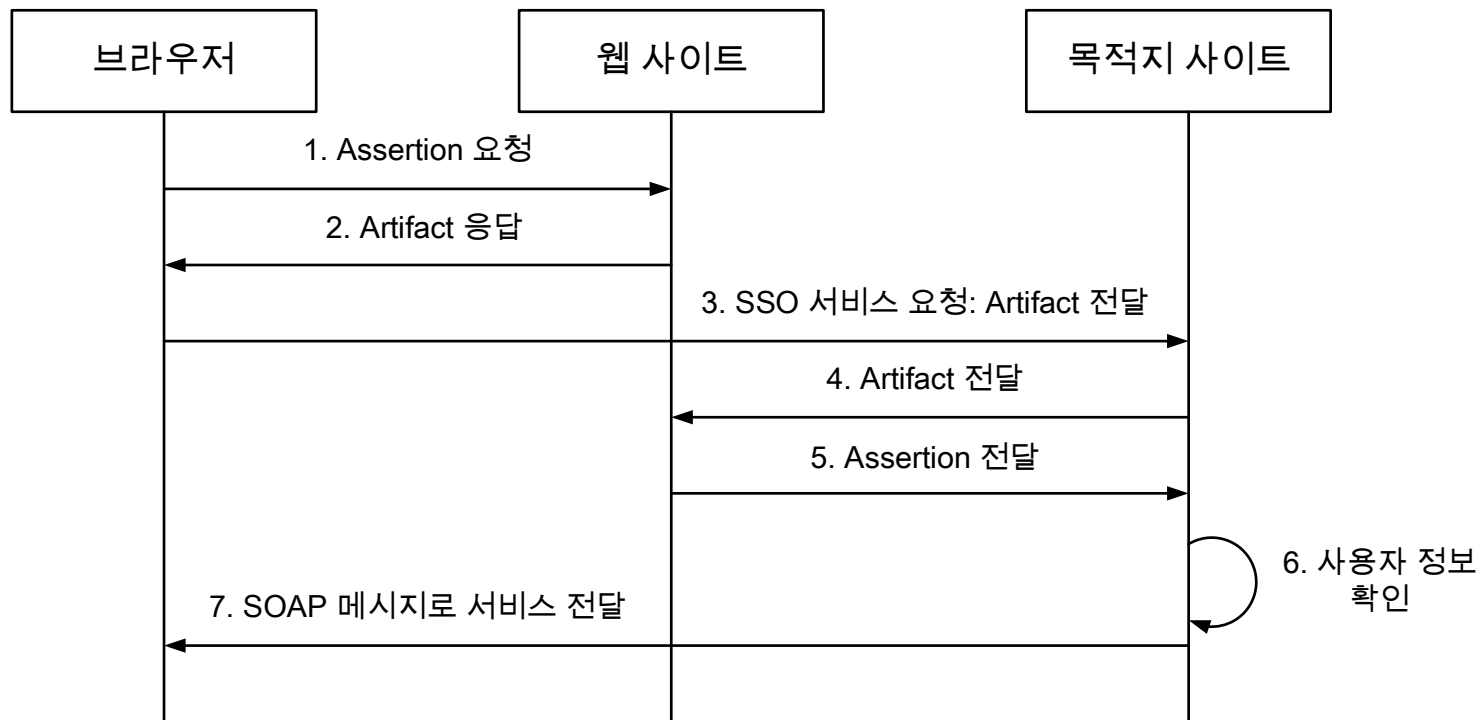 브라우저
웹 사이트
목적지 사이트
1. Assertion 요청
2. Artifact 응답
3. SSO 서비스 요청: Artifact 전달
4. Artifact 전달
5. Assertion 전달
6. 사용자 정보
확인
7. SOAP 메시지로 서비스 전달